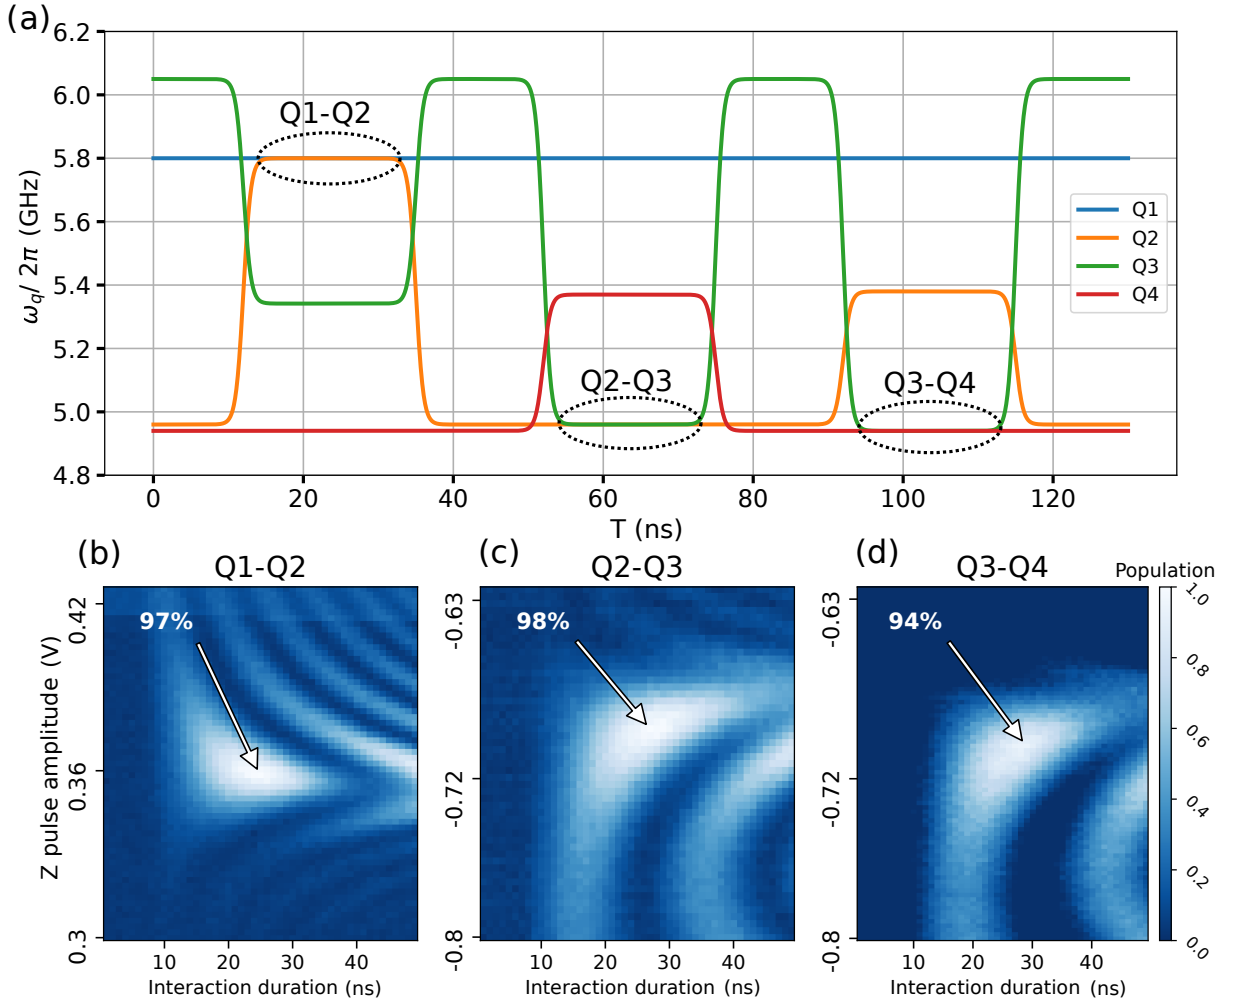 (a)
6.2
6.0
5.8
5.6
5.4
5.2
5.0
4.8
ω_q/ 2π (GHz)
Q1-Q2
Q2-Q3
Q3-Q4
Q1
Q2
Q3
Q4
0 20 40 60 80 100 120
T (ns)
(b)
Q1-Q2
97%
0.42
0.36
0.3
Z pulse amplitude (V)
10 20 30 40
Interaction duration (ns)
(c)
Q2-Q3
98%
-0.63
-0.72
-0.8
10 20 30 40
Interaction duration (ns)
(d)
Q3-Q4
94%
-0.63
-0.72
-0.8
10 20 30 40
Interaction duration (ns)
Population
1.0
0.8
0.6
0.4
0.2
0.0